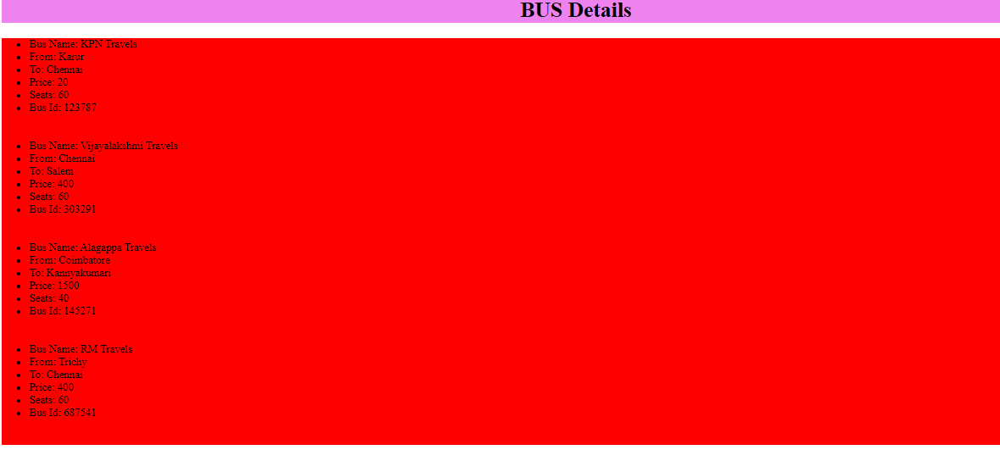 BUS Details
Bus Name: KPN Travels
From: Karur
To: Chennai
Price: 20
Seats: 60
Bus Id: 123787
Bus Name: Vijayalakshmi Travels
From: Chennai
To: Salem
Price: 400
Seats: 60
Bus Id: 303291
Bus Name: Alagappa Travels
From: Coimbatore
To: Kannyakumari
Price: 1500
Seats: 40
Bus Id: 145271
Bus Name: RM Travels
From: Trichy
To: Chennai
Price: 400
Seats: 60
Bus Id: 687541